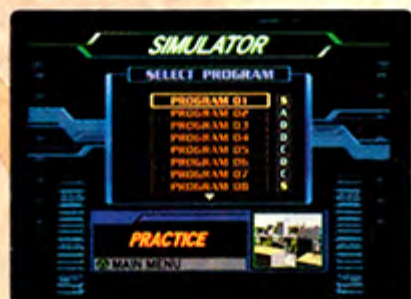 SIMULATOR
SELECT PROGRAM
PROGRAM 01 S
PROGRAM 02 A
PROGRAM 03
PROGRAM 04
PROGRAM 05 C
PROGRAM 06
PROGRAM 07 C
PROGRAM 08 S
PRACTICE
MAIN MENU